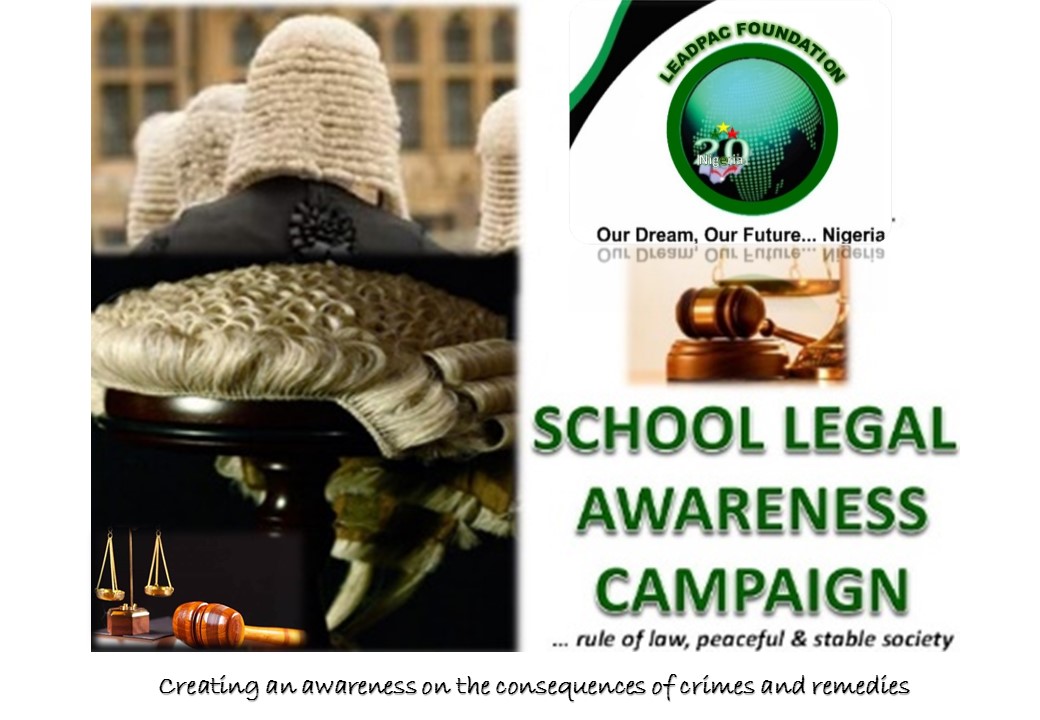 LEADPAC FOUNDATION
20
Nigeria
Our Dream, Our Future... Nigeria
SCHOOL LEGAL
AWARENESS
CAMPAIGN
... rule of law, peaceful & stable society
Creating an awareness on the consequences of crimes and remedies